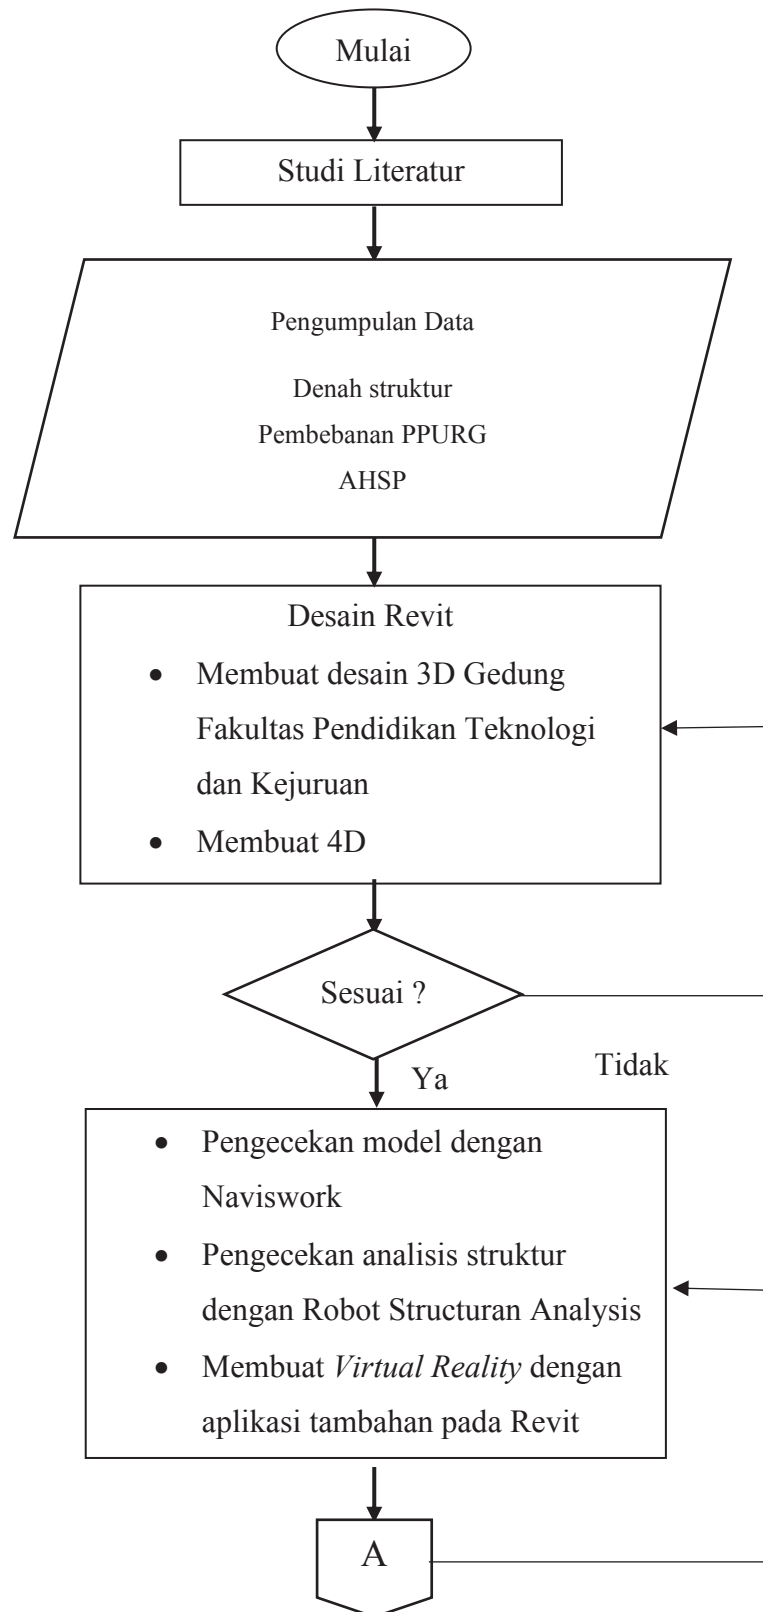 Mulai
Studi Literatur
Pengumpulan Data
Denah struktur
Pembebanan PPURG
AHSP
Desain Revit
• Membuat desain 3D Gedung
Fakultas Pendidikan Teknologi
dan Kejuruan
• Membuat 4D
Sesuai ?
Ya
Tidak
• Pengecekan model dengan
Naviswork
• Pengecekan analisis struktur
dengan Robot Structuran Analysis
• Membuat Virtual Reality dengan
aplikasi tambahan pada Revit
A